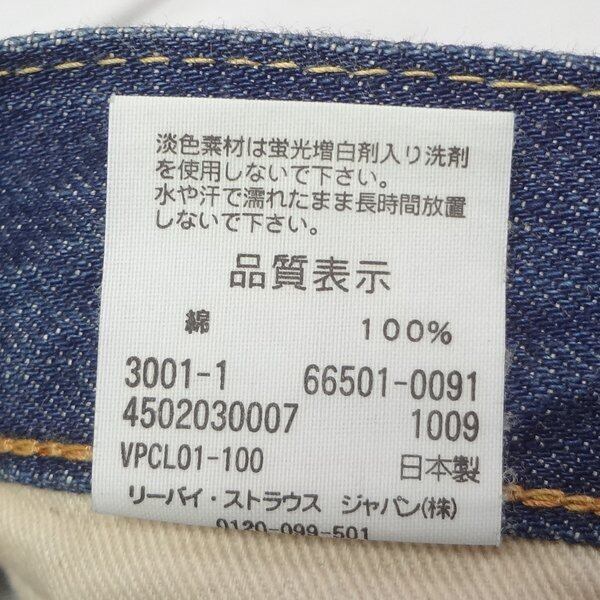 淡色素材は蛍光増白剤入り洗剤
を使用しないで下さい。
水や汗で濡れたまま長時間放置
しないで下さい。
品質表示
綿 100%
3001-1 66501-0091
4502030007 1009
VPCL01-100 日本製
リーバイ・ストラウス ジャパン(株)
0120-099-501